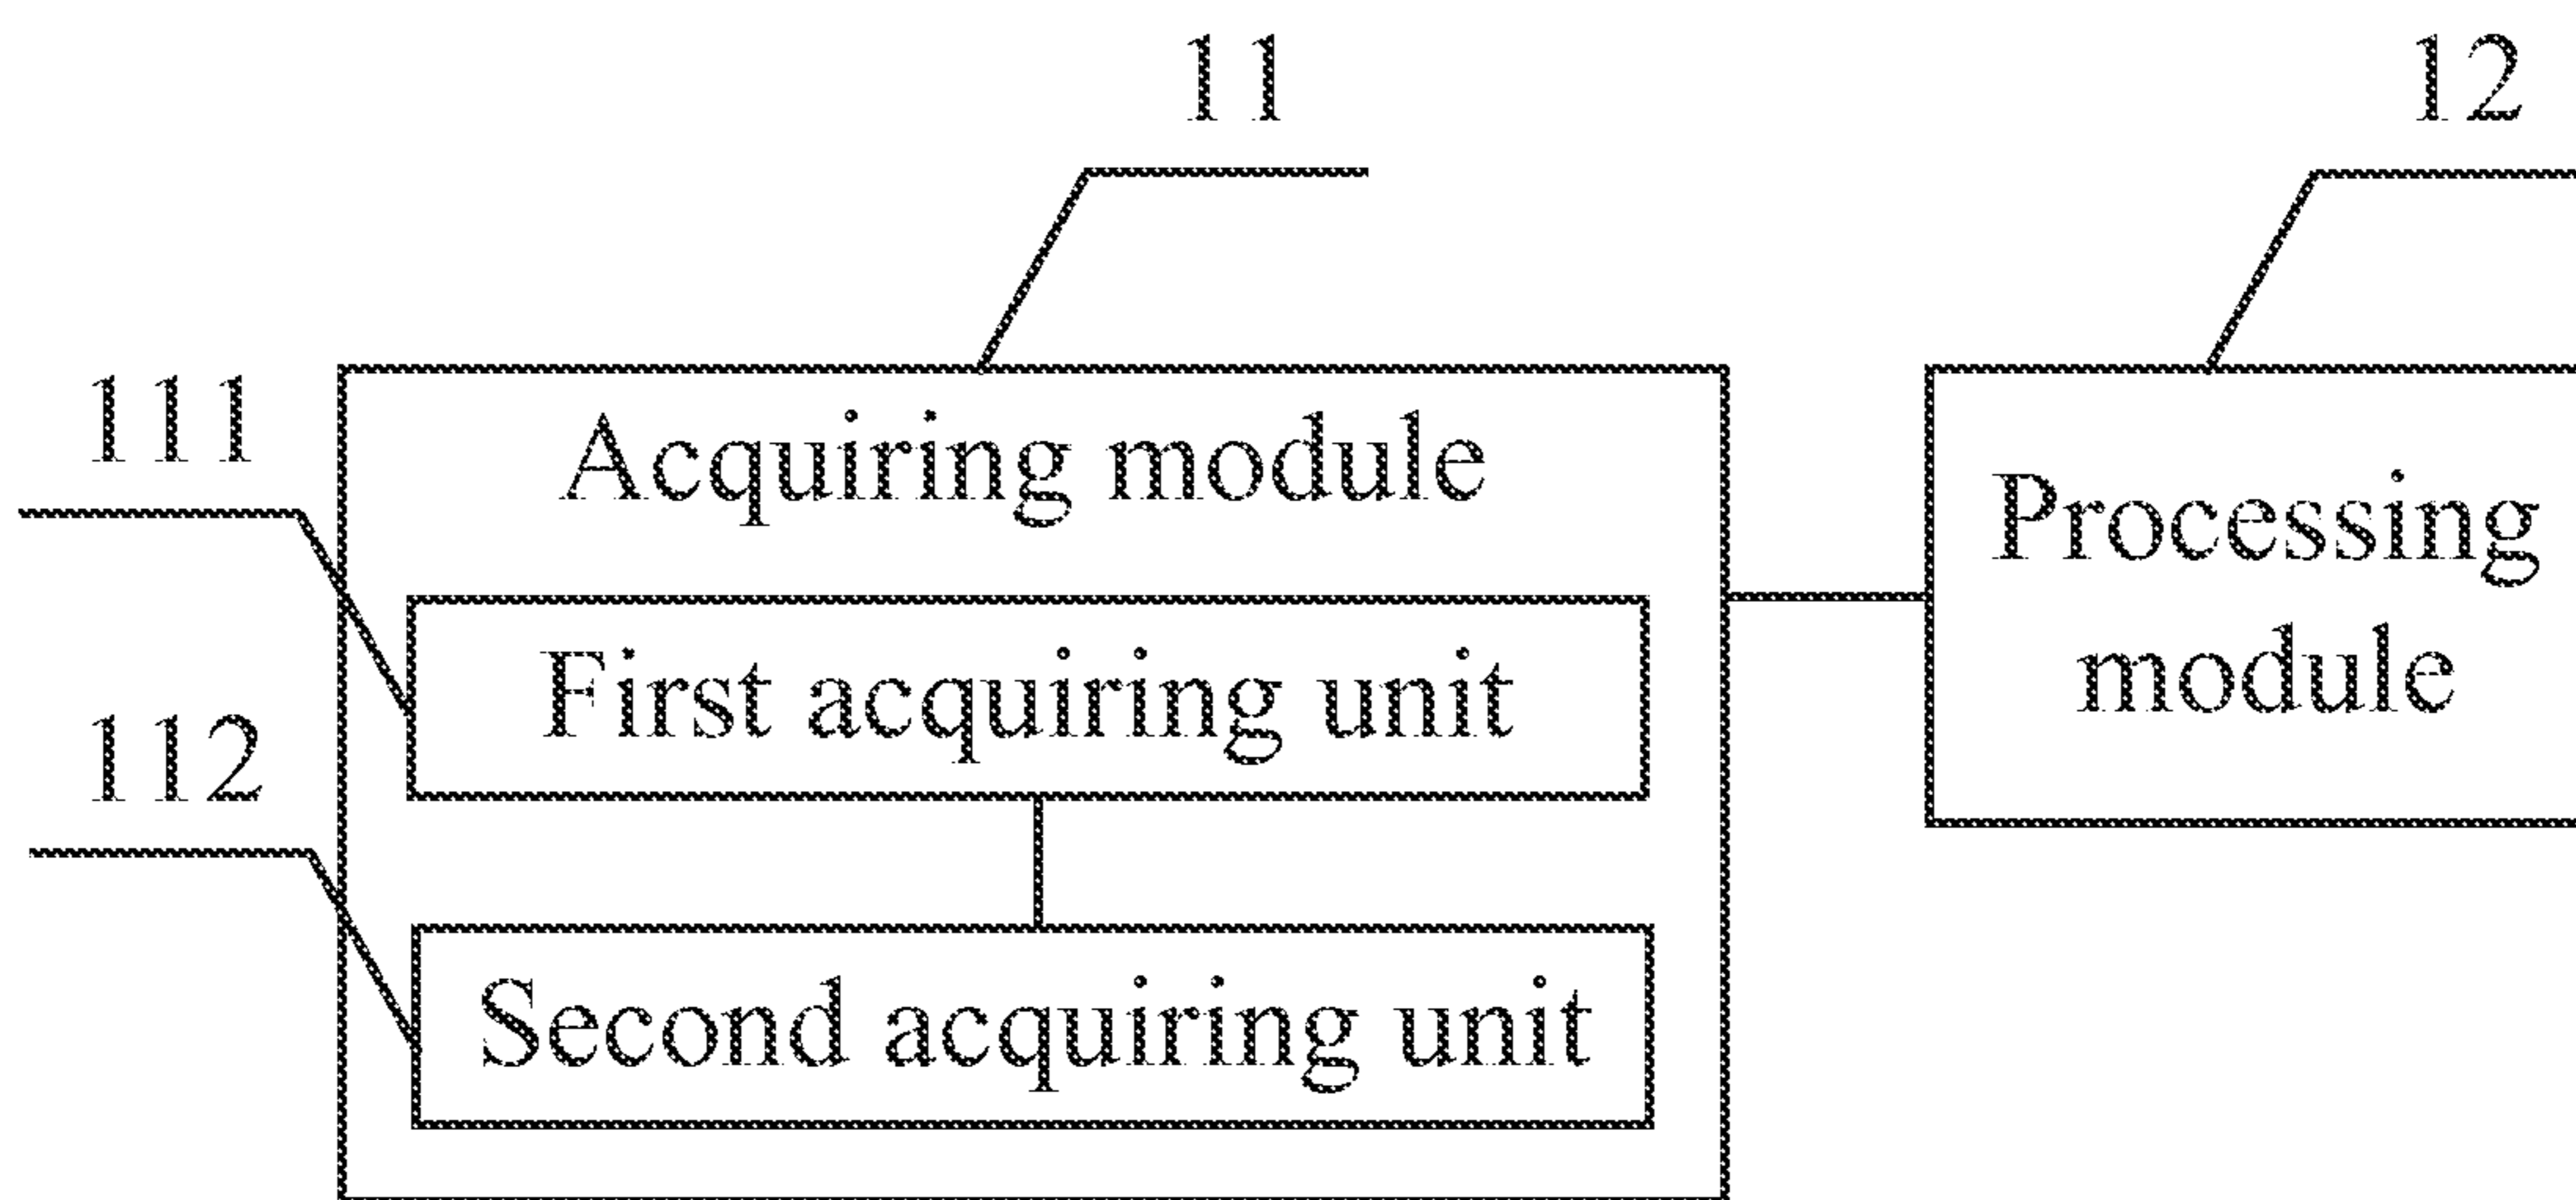 11
12
111
Acquiring module
Processing
module
First acquiring unit
112
Second acquiring unit